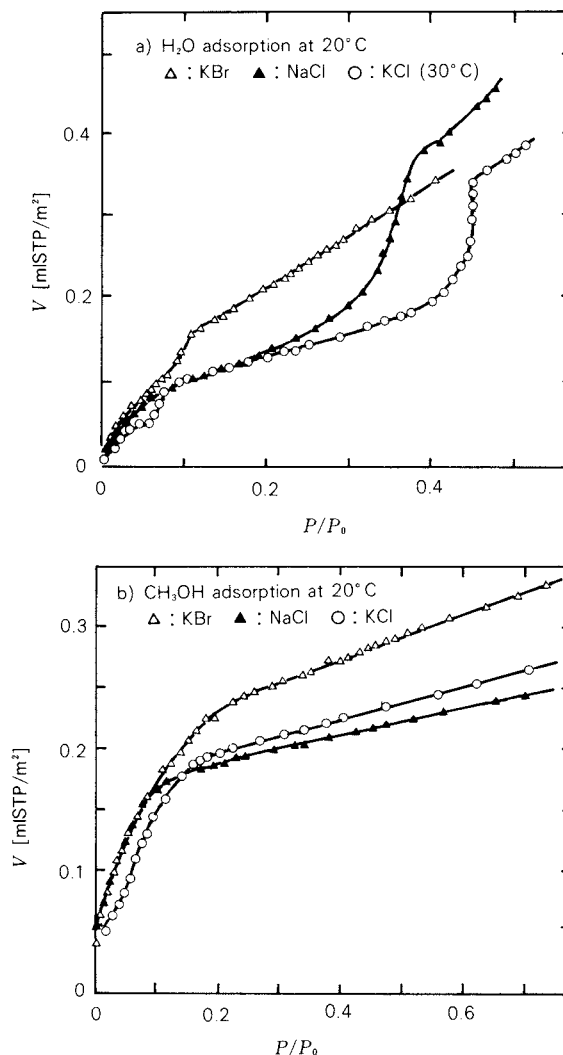 a) H₂O adsorption at 20°C
△ : KBr ▲ : NaCl ○ : KCl (30°C)
0.4
0.2
0
V [mlSTP/m²]
0 0.2 0.4
P/P₀
b) CH₃OH adsorption at 20°C
△ : KBr ▲ : NaCl ○ : KCl
0.3
0.2
0.1
0
V [mlSTP/m²]
0 0.2 0.4 0.6
P/P₀